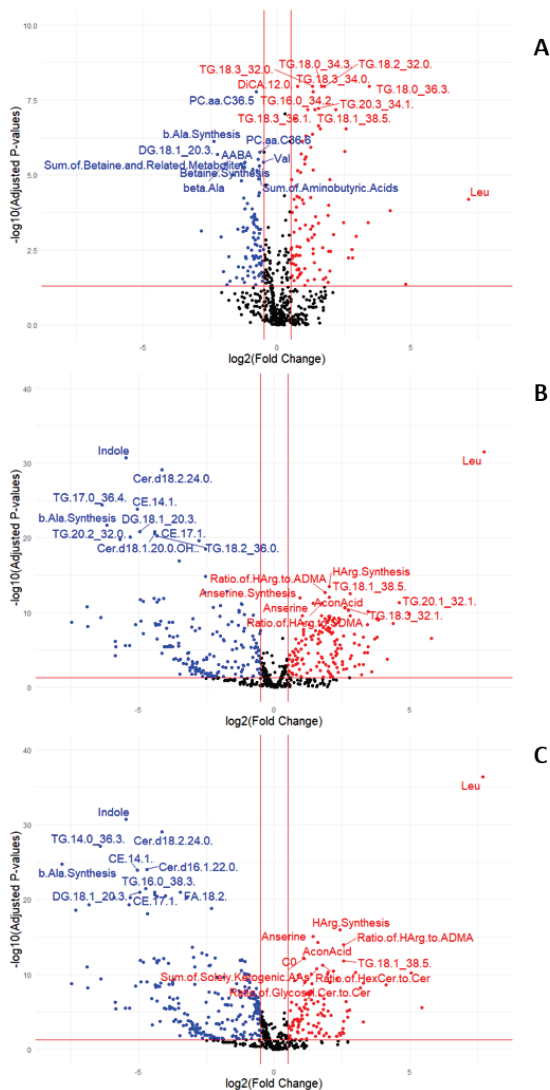 A
-log10(Adjusted P-values)
10.0
7.5
5.0
2.5
0.0
TG.18.0_34.3.
TG.18.2_32.0.
TG.18.3_32.0.
TG.18.3_34.0.
DiCA.12.0.
TG.18.0_36.3.
PC.aa.C36.5
TG.16.0_34.2.
TG.20.3_34.1.
TG.18.3_36.1.
TG.18.1_38.5.
b.Ala.Synthesis
PC.aa.C36.6
DG.18.1_20.3.
AABA
Val
Sum.of.Betaine.and.Related.Metabolites
Betaine.Synthesis
beta.Ala
Sum.of.Aminobutyric.Acids
Leu
-5 0 5
log2(Fold Change)
B
-log10(Adjusted P-values)
40
30
20
10
0
Indole
Leu
Cer.d18.2.24.0.
TG.17.0_36.4.
CE.14.1.
b.Ala.Synthesis
DG.18.1_20.3.
TG.20.2_32.0.
CE.17.1.
Cer.d18.1.20.0.OH..
TG.18.2_36.0.
HArg.Synthesis
Ratio.of.HArg.to.ADMA
TG.18.1_38.5.
Anserine.Synthesis
AconAcid
TG.20.1_32.1.
Anserine
TG.18.3_32.1.
Ratio.of.HArg.to.SDMA
-5 0 5
log2(Fold Change)
C
-log10(Adjusted P-values)
40
30
20
10
0
Leu
Indole
Cer.d18.2.24.0.
TG.14.0_36.3.
CE.14.1.
Cer.d16.1.22.0.
b.Ala.Synthesis
TG.16.0_38.3.
DG.18.1_20.3.
CE.17.1.
FA.18.2.
HArg.Synthesis
Anserine
Ratio.of.HArg.to.ADMA
C0
TG.18.1_38.5.
Sum.of.Solely.Ketogenic.AAs
Ratio.of.HexCer.to.Cer
Ratio.of.Glycosyl.Cer.to.Cer
-5 0 5
log2(Fold Change)